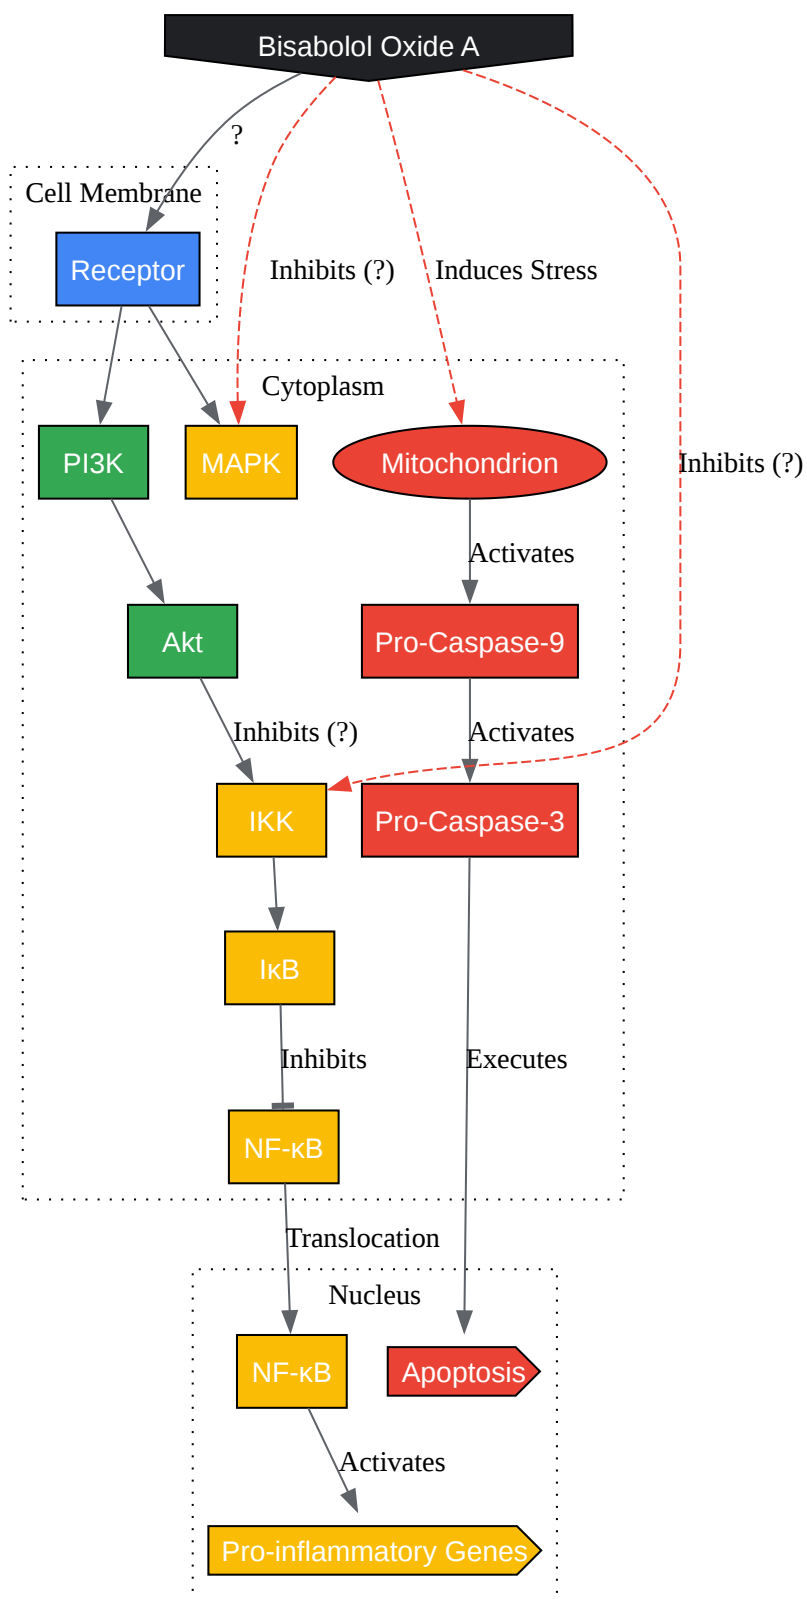 Bisabolol Oxide A
?
Cell Membrane
Receptor
Inhibits (?)
Induces Stress
Cytoplasm
PI3K
MAPK
Mitochondrion
Inhibits (?)
Activates
Akt
Pro-Caspase-9
Inhibits (?)
Activates
IKK
Pro-Caspase-3
IκB
Inhibits
Executes
NF-κB
Translocation
Nucleus
NF-κB
Apoptosis
Activates
Pro-inflammatory Genes